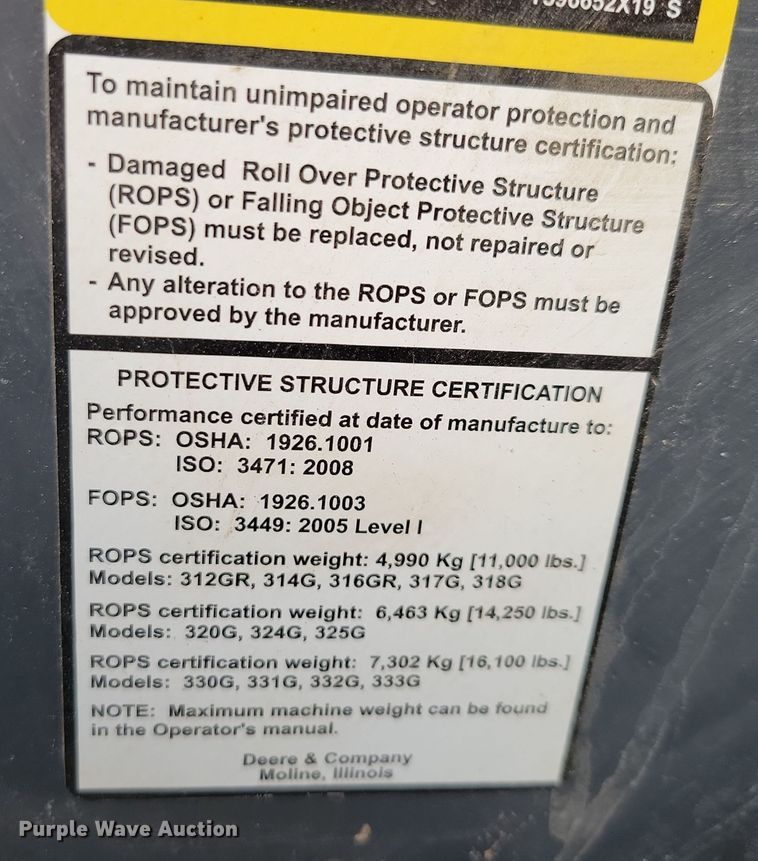 To maintain unimpaired operator protection and
manufacturer's protective structure certification:
- Damaged Roll Over Protective Structure
(ROPS) or Falling Object Protective Structure
(FOPS) must be replaced, not repaired or
revised.
- Any alteration to the ROPS or FOPS must be
approved by the manufacturer.
PROTECTIVE STRUCTURE CERTIFICATION
Performance certified at date of manufacture to:
ROPS: OSHA: 1926.1001
ISO: 3471: 2008
FOPS: OSHA: 1926.1003
ISO: 3449: 2005 Level I
ROPS certification weight: 4,990 Kg [11,000 lbs.]
Models: 312GR, 314G, 316GR, 317G, 318G
ROPS certification weight: 6,463 Kg [14,250 lbs.]
Models: 320G, 324G, 325G
ROPS certification weight: 7,302 Kg [16,100 lbs.]
Models: 330G, 331G, 332G, 333G
NOTE: Maximum machine weight can be found
in the Operator's manual.
Deere & Company
Moline, Illinois
Purple Wave Auction